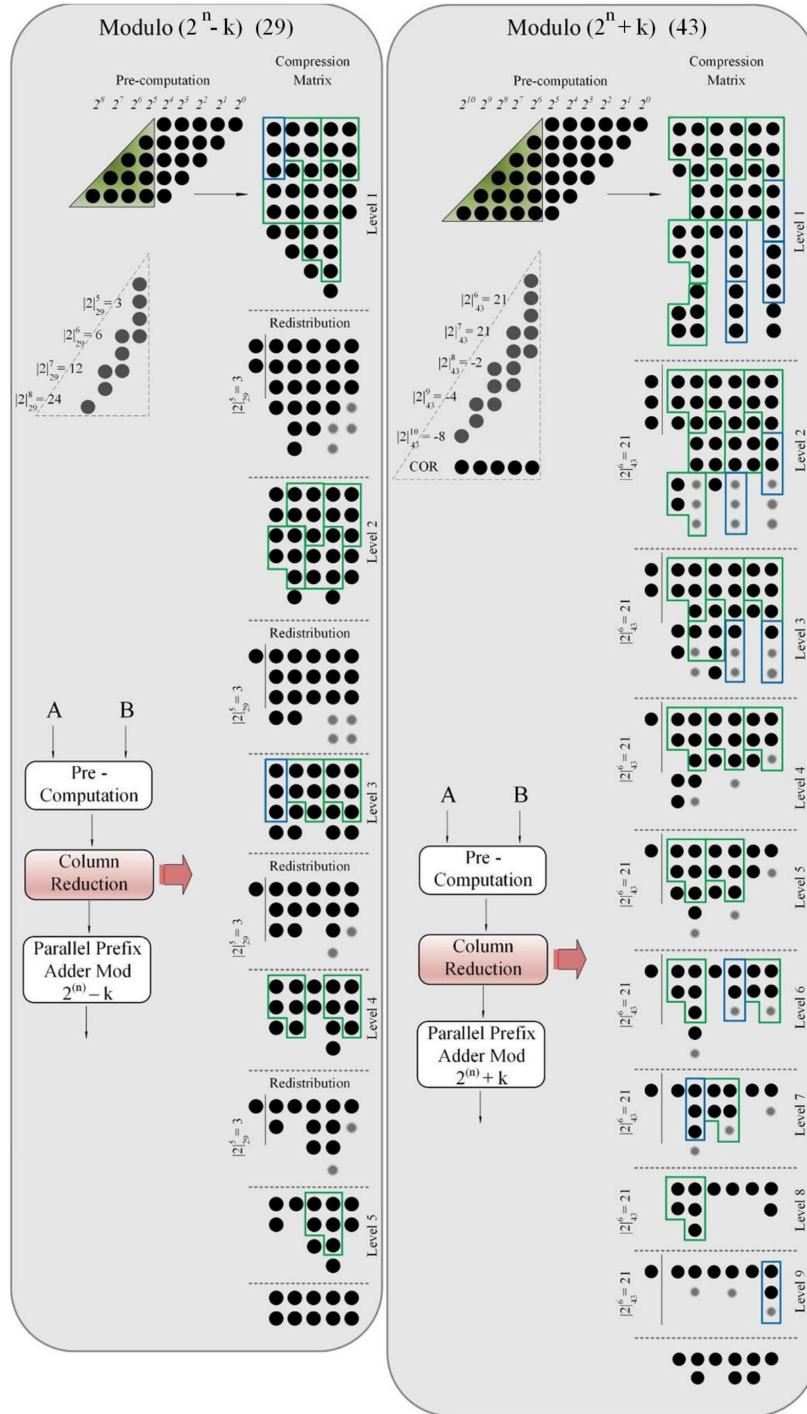 Modulo (2^n - k) (29)
Pre-computation
Compression
Matrix
2^8 2^7 2^6 2^5 2^4 2^3 2^2 2^1 2^0
Level 1
|2|^5_29 = 3
|2|^6_29 = 6
|2|^7_29 = 12
|2|^8_29 = 24
Redistribution
|2|^5_29 = 3
Level 2
Redistribution
|2|^5_29 = 3
Level 3
Redistribution
|2|^5_29 = 3
Level 4
Redistribution
|2|^5_29 = 3
Level 5
A B
Pre -
Computation
Column
Reduction
Parallel Prefix
Adder Mod
2^(n) – k
Modulo (2^n + k) (43)
Pre-computation
Compression
Matrix
2^10 2^9 2^8 2^7 2^6 2^5 2^4 2^3 2^2 2^1 2^0
Level 1
|2|^6_43 = 21
|2|^7_43 = 21
|2|^8_43 = -2
|2|^9_43 = -4
|2|^10_43 = -8
COR
|2|^6_43 = 21
Level 2
|2|^6_43 = 21
Level 3
|2|^6_43 = 21
Level 4
|2|^6_43 = 21
Level 5
|2|^6_43 = 21
Level 6
|2|^6_43 = 21
Level 7
|2|^6_43 = 21
Level 8
|2|^6_43 = 21
Level 9
A B
Pre -
Computation
Column
Reduction
Parallel Prefix
Adder Mod
2^(n) + k